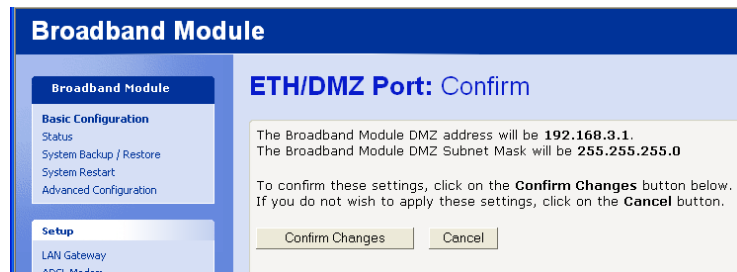 Broadband Module
Broadband Module
Basic Configuration
Status
System Backup / Restore
System Restart
Advanced Configuration
Setup
LAN Gateway
ETH/DMZ Port: Confirm
The Broadband Module DMZ address will be 192.168.3.1.
The Broadband Module DMZ Subnet Mask will be 255.255.255.0
To confirm these settings, click on the Confirm Changes button below.
If you do not wish to apply these settings, click on the Cancel button.
Confirm Changes Cancel